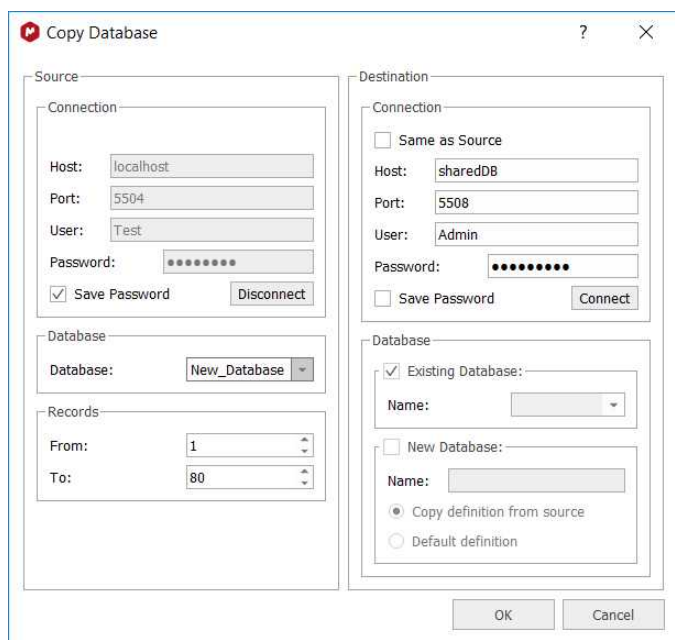 Copy Database
?
Source
Connection
Host: localhost
Port: 5504
User: Test
Password: ●●●●●●●●
Save Password Disconnect
Database
Database: New_Database
Records
From: 1
To: 80
Destination
Connection
Same as Source
Host: sharedDB
Port: 5508
User: Admin
Password: ●●●●●●●●●
Save Password Connect
Database
Existing Database:
Name:
New Database:
Name:
Copy definition from source
Default definition
OK Cancel